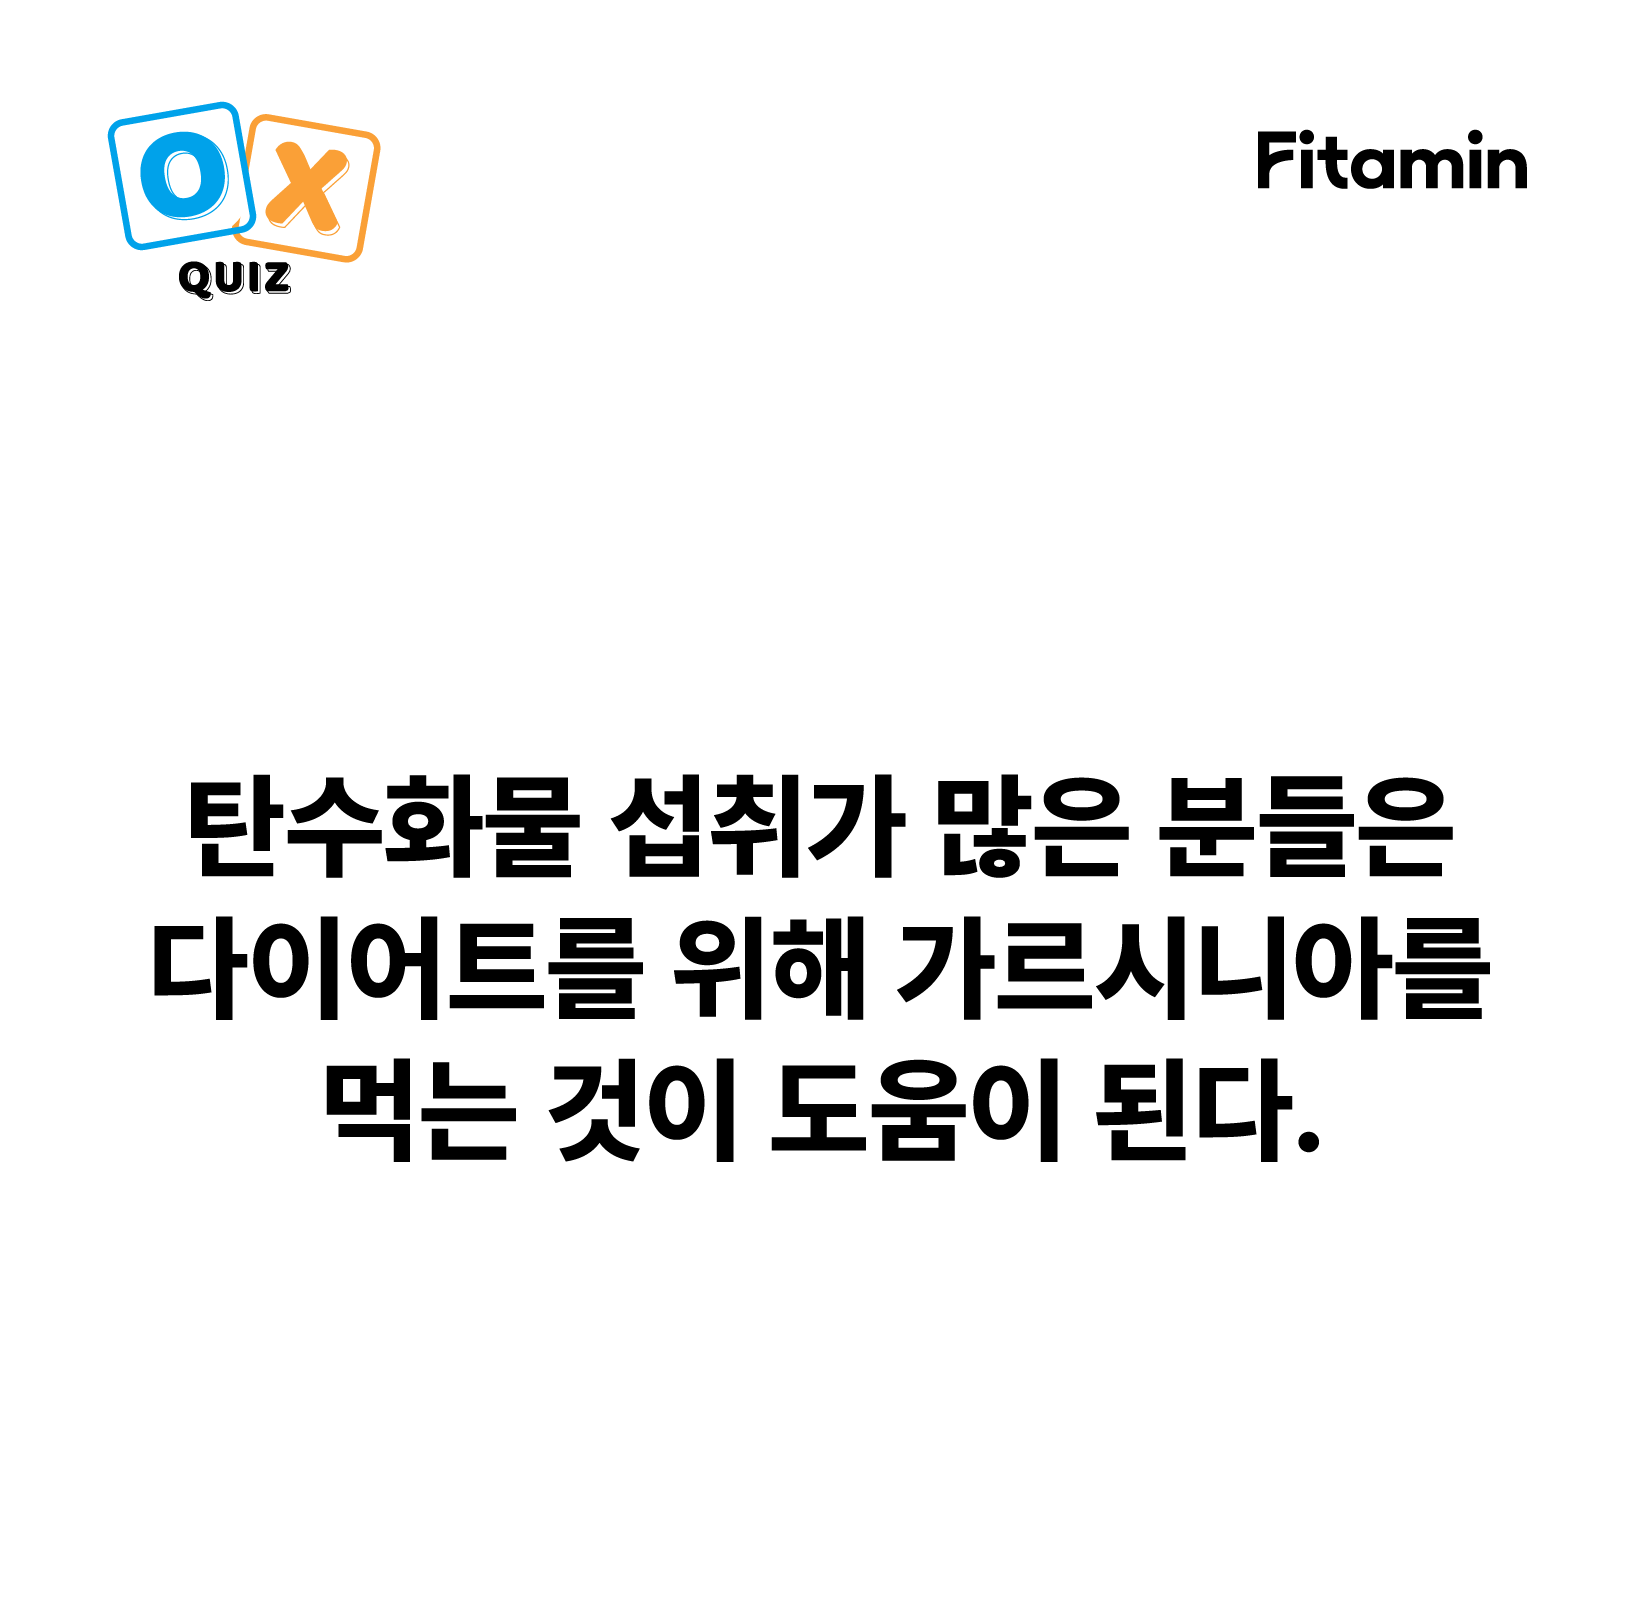 OX
QUIZ
Fitamin
탄수화물 섭취가 많은 분들은
다이어트를 위해 가르시니아를
먹는 것이 도움이 된다.